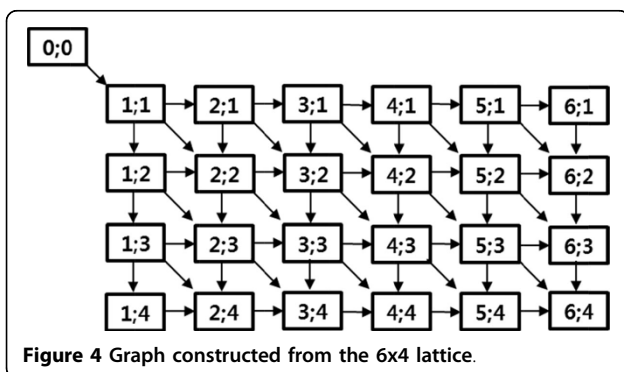 0;0
1;1 2;1 3;1 4;1 5;1 6;1
1;2 2;2 3;2 4;2 5;2 6;2
1;3 2;3 3;3 4;3 5;3 6;3
1;4 2;4 3;4 4;4 5;4 6;4
Figure 4 Graph constructed from the 6x4 lattice.